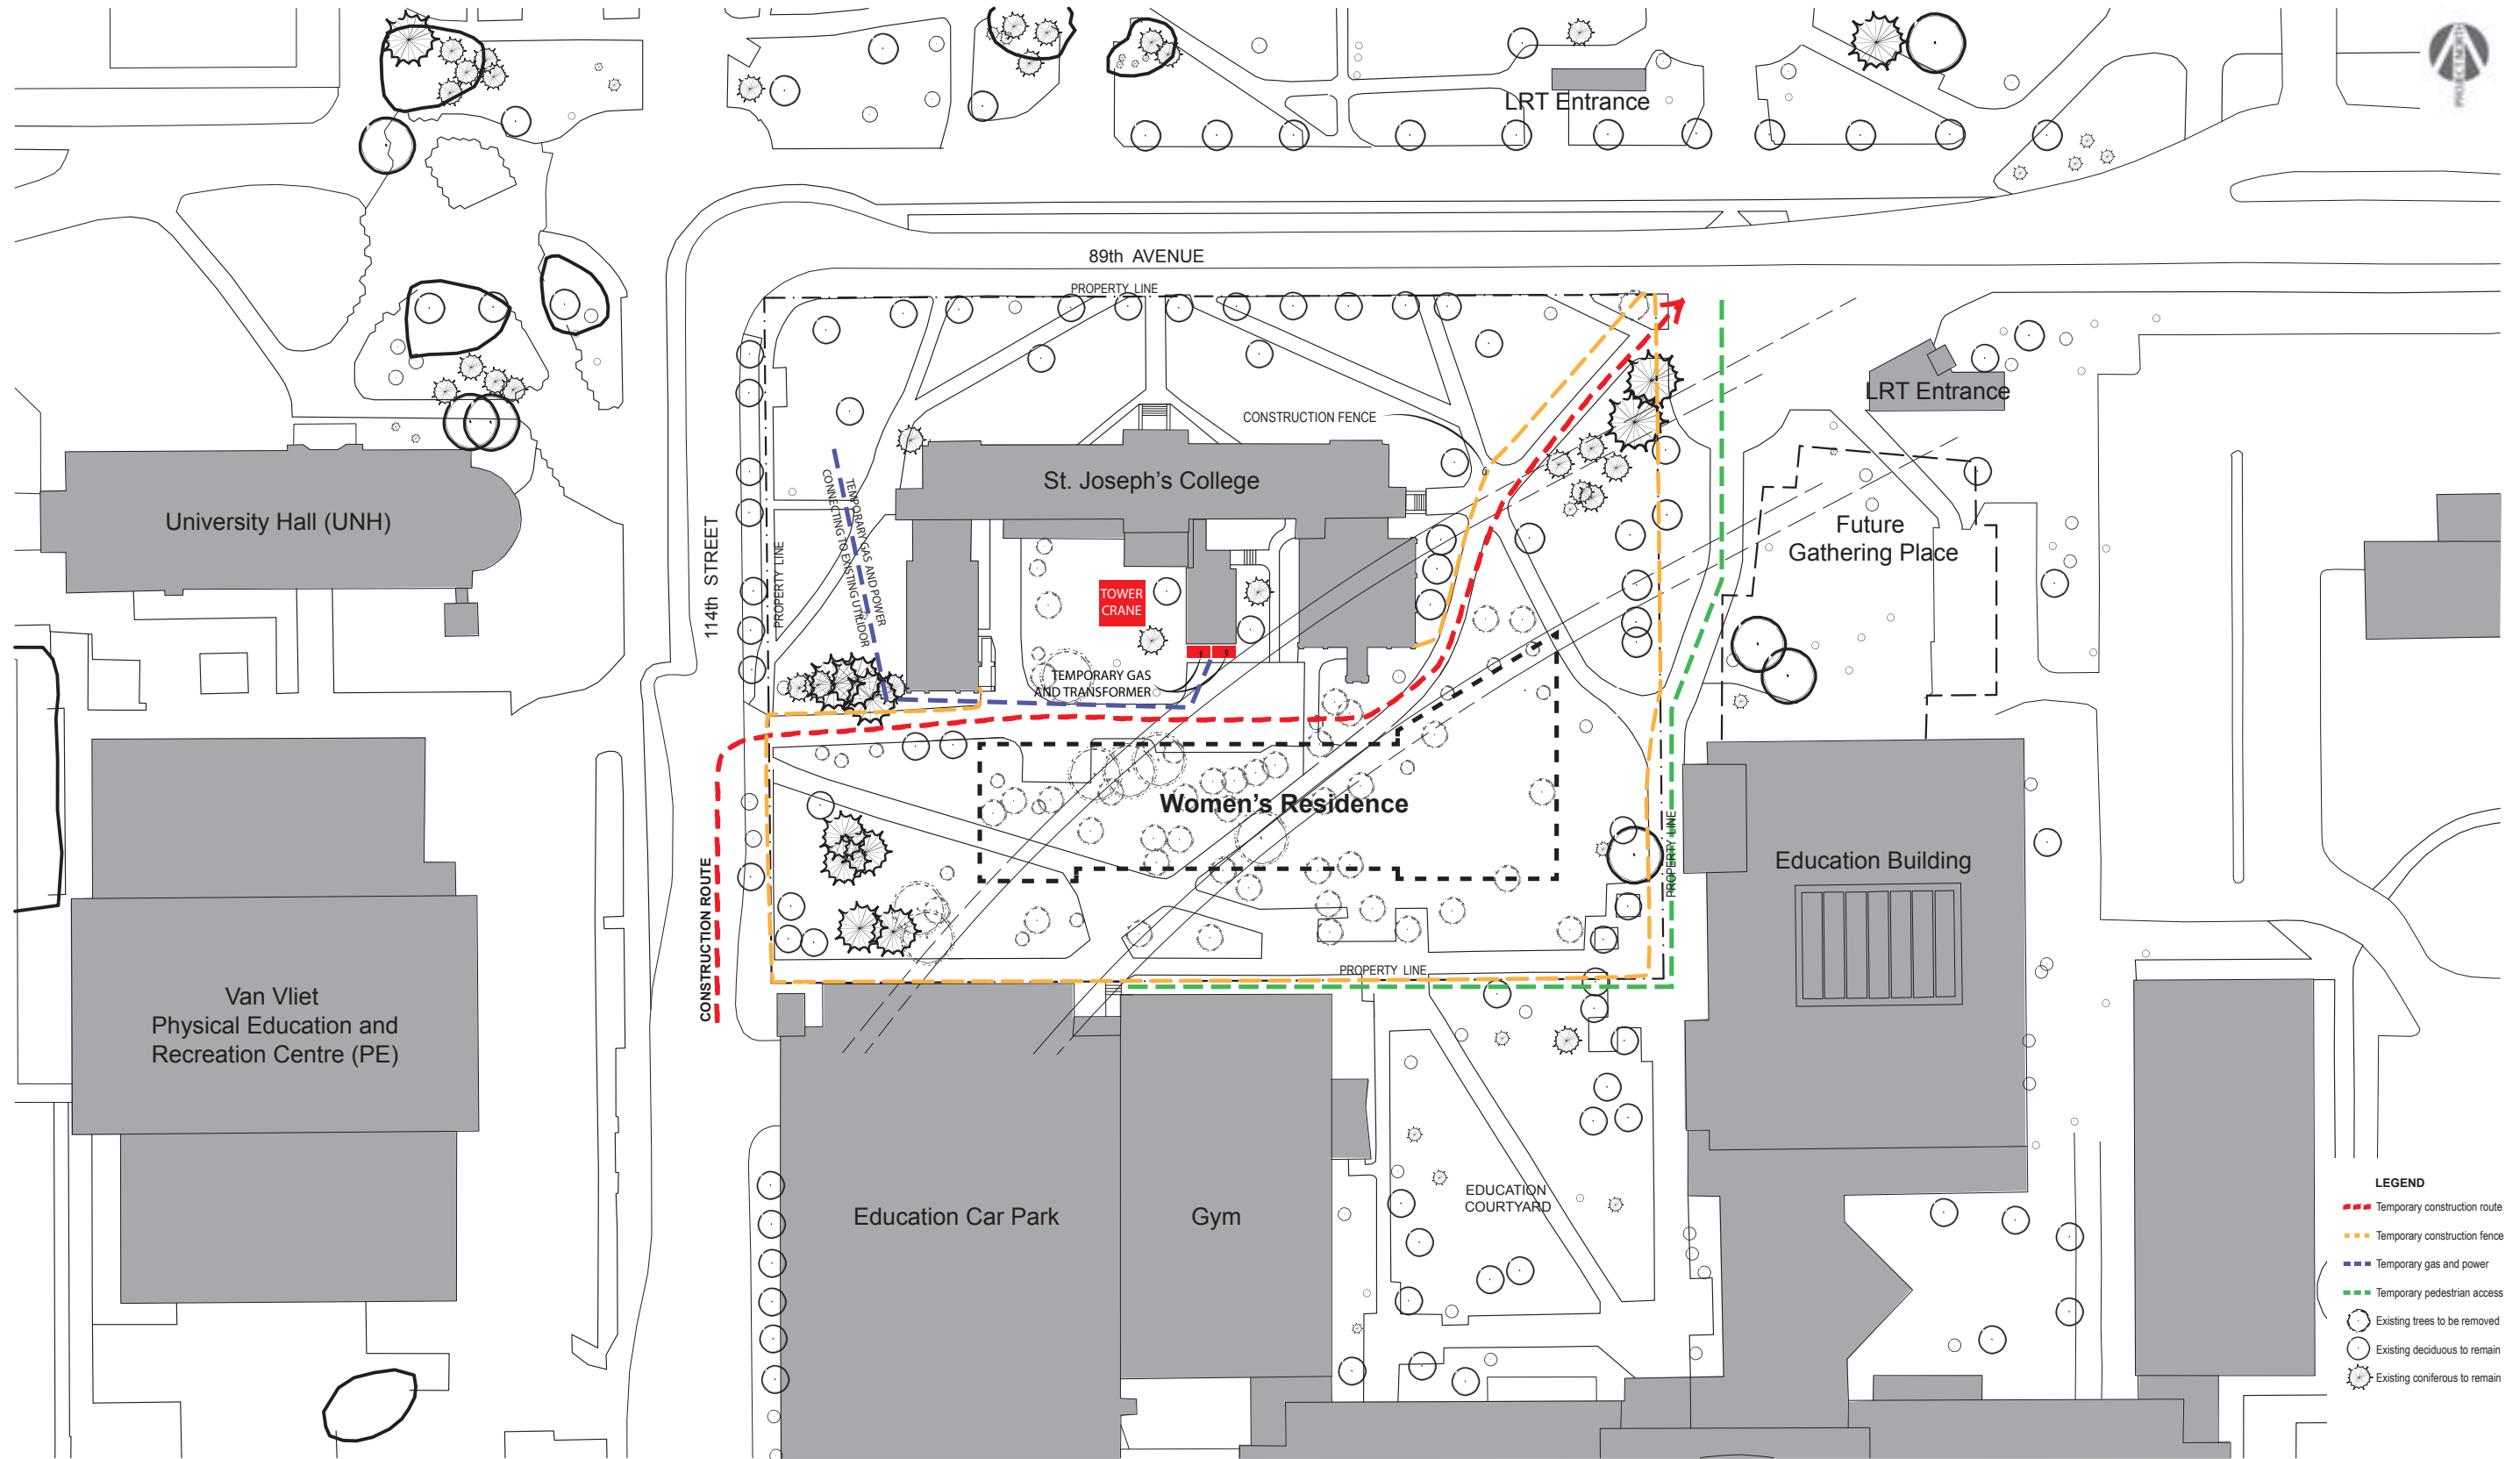 PROJECT NORTH
LRT Entrance
89th AVENUE
PROPERTY LINE
LRT Entrance
CONSTRUCTION FENCE
St. Joseph's College
University Hall (UNH)
Future
Gathering Place
114th STREET
PROPERTY LINE
TEMPORARY GAS AND POWER
CONNECTING TO EXISTING UTILIDOR
TOWER
CRANE
TEMPORARY GAS
AND TRANSFORMER
Women's Residence
PROPERTY LINE
Education Building
CONSTRUCTION ROUTE
PROPERTY LINE
Van Vliet
Physical Education and
Recreation Centre (PE)
Education Car Park
Gym
EDUCATION
COURTYARD
LEGEND
Temporary construction route
Temporary construction fence
Temporary gas and power
Temporary pedestrian access
Existing trees to be removed
Existing deciduous to remain
Existing coniferous to remain